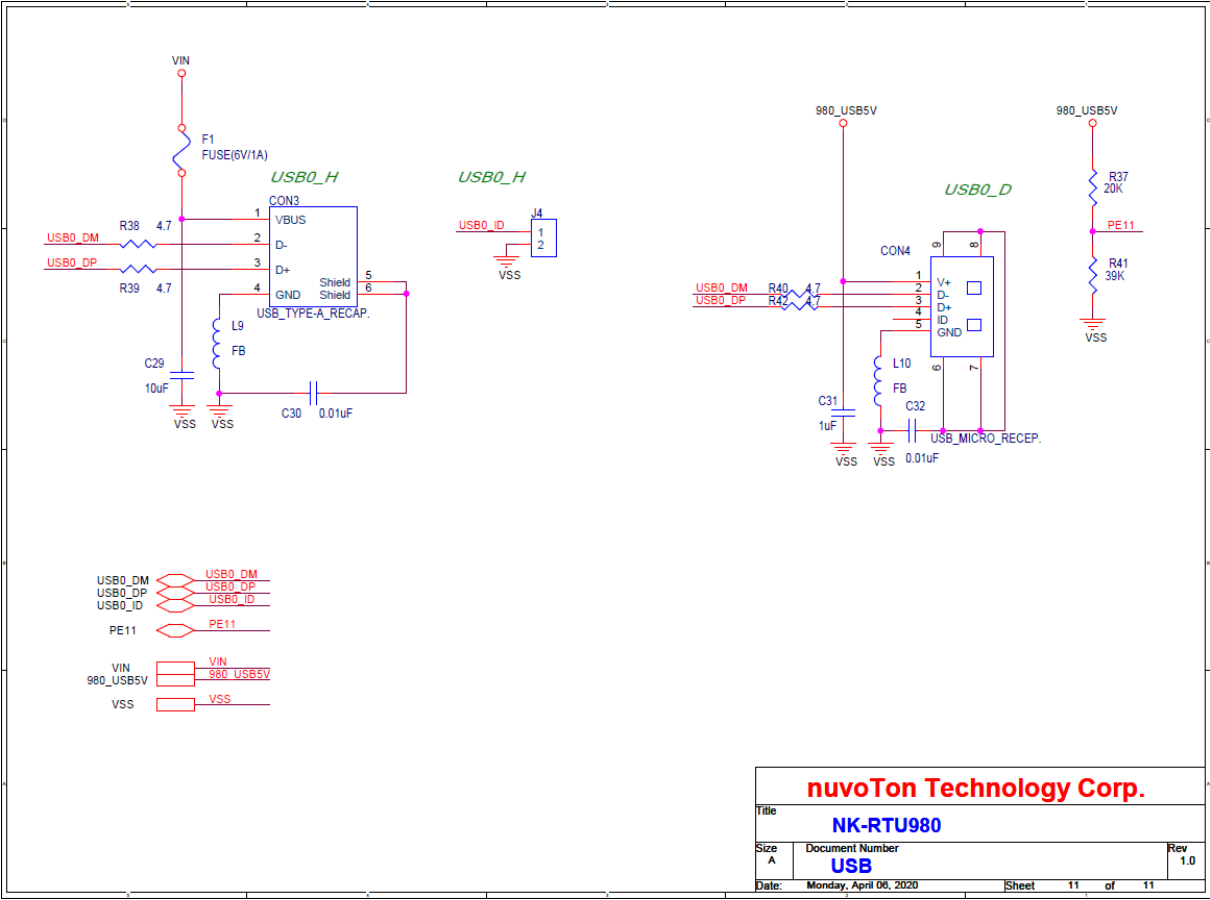 VIN
F1
FUSE(6V/1A)
USB0_H
CON3
1 VBUS
2 D-
3 D+
4 GND
Shield 5
Shield 6
USB_TYPE-A_RECAP.
R38 4.7
USB0_DM
USB0_DP
R39 4.7
L9
FB
C29
10uF
VSS
VSS
C30 0.01uF
USB0_H
J4
USB0_ID
1
2
VSS
980_USB5V
USB0_D
CON4
9
8
1 V+
2 D-
3 D+
4 ID
5 GND
6
7
USB0_DM R40 4.7
USB0_DP R42 4.7
L10
FB
C31
1uF
C32
0.01uF
USB_MICRO_RECEP.
VSS
VSS
980_USB5V
R37
20K
PE11
R41
39K
VSS
USB0_DM USB0_DM
USB0_DP USB0_DP
USB0_ID USB0_ID
PE11 PE11
VIN VIN
980_USB5V 980_USB5V
VSS VSS
nuvoTon Technology Corp.
Title
NK-RTU980
Size Document Number Rev
A USB 1.0
Date: Monday, April 06, 2020 Sheet 11 of 11